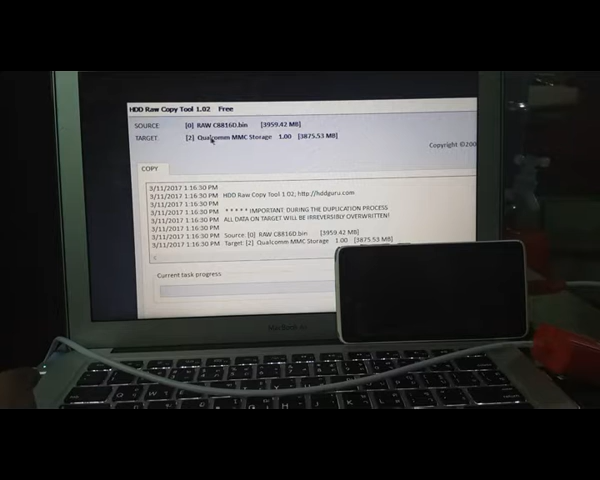 HDD Raw Copy Tool 1.02 Free
SOURCE [0] RAW C8816D.bin [3959.42 MB]
TARGET [2] Qualcomm MMC Storage 1.00 [3875.53 MB]
Copyright ©200
COPY
3/11/2017 1:16:30 PM
3/11/2017 1:16:30 PM HDD Raw Copy Tool 1.02; http://hddguru.com
3/11/2017 1:16:30 PM
3/11/2017 1:16:30 PM * * * * * IMPORTANT: DURING THE DUPLICATION PROCESS
3/11/2017 1:16:30 PM ALL DATA ON TARGET WILL BE IRREVERSIBLY OVERWRITTEN!
3/11/2017 1:16:30 PM
3/11/2017 1:16:30 PM Source: [0] RAW C8816D.bin [3959.42 MB]
3/11/2017 1:16:30 PM Target: [2] Qualcomm MMC Storage 1.00 [3875.53 MB]
Current task progress
MacBook